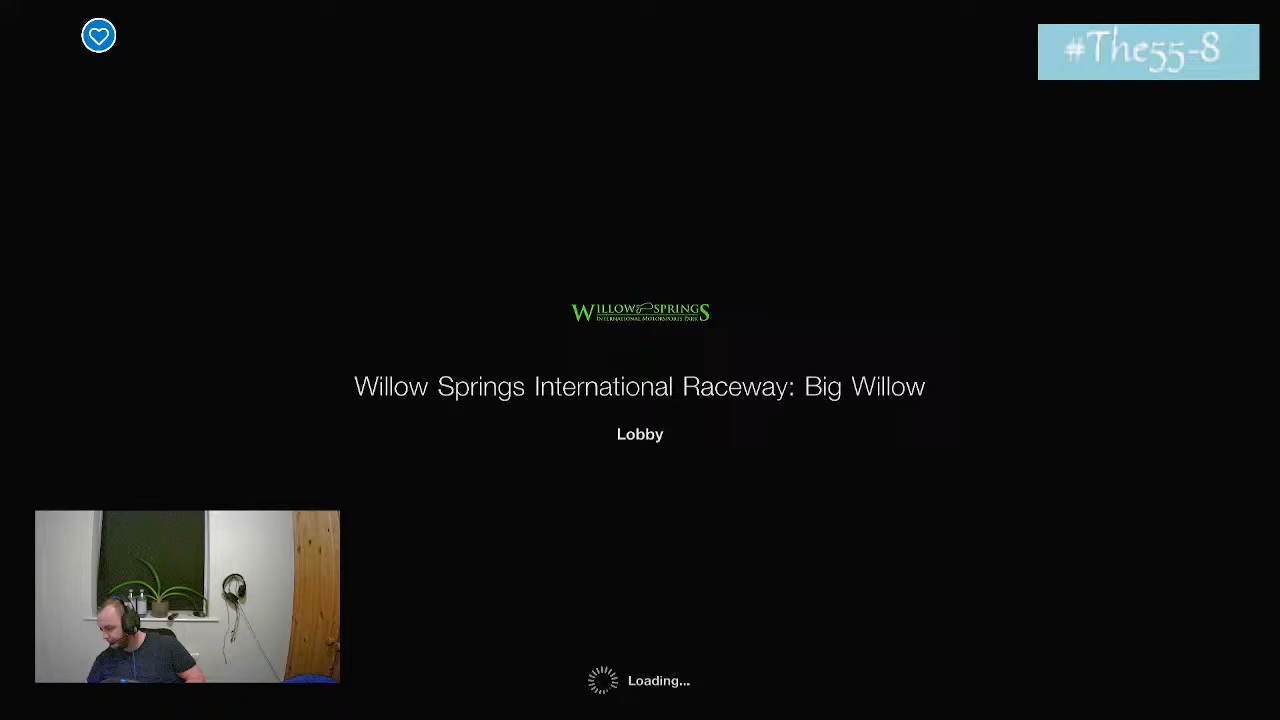 #The55-8
WILLOW SPRINGS
INTERNATIONAL MOTORSPORTS PARK
Willow Springs International Raceway: Big Willow
Lobby
Loading...